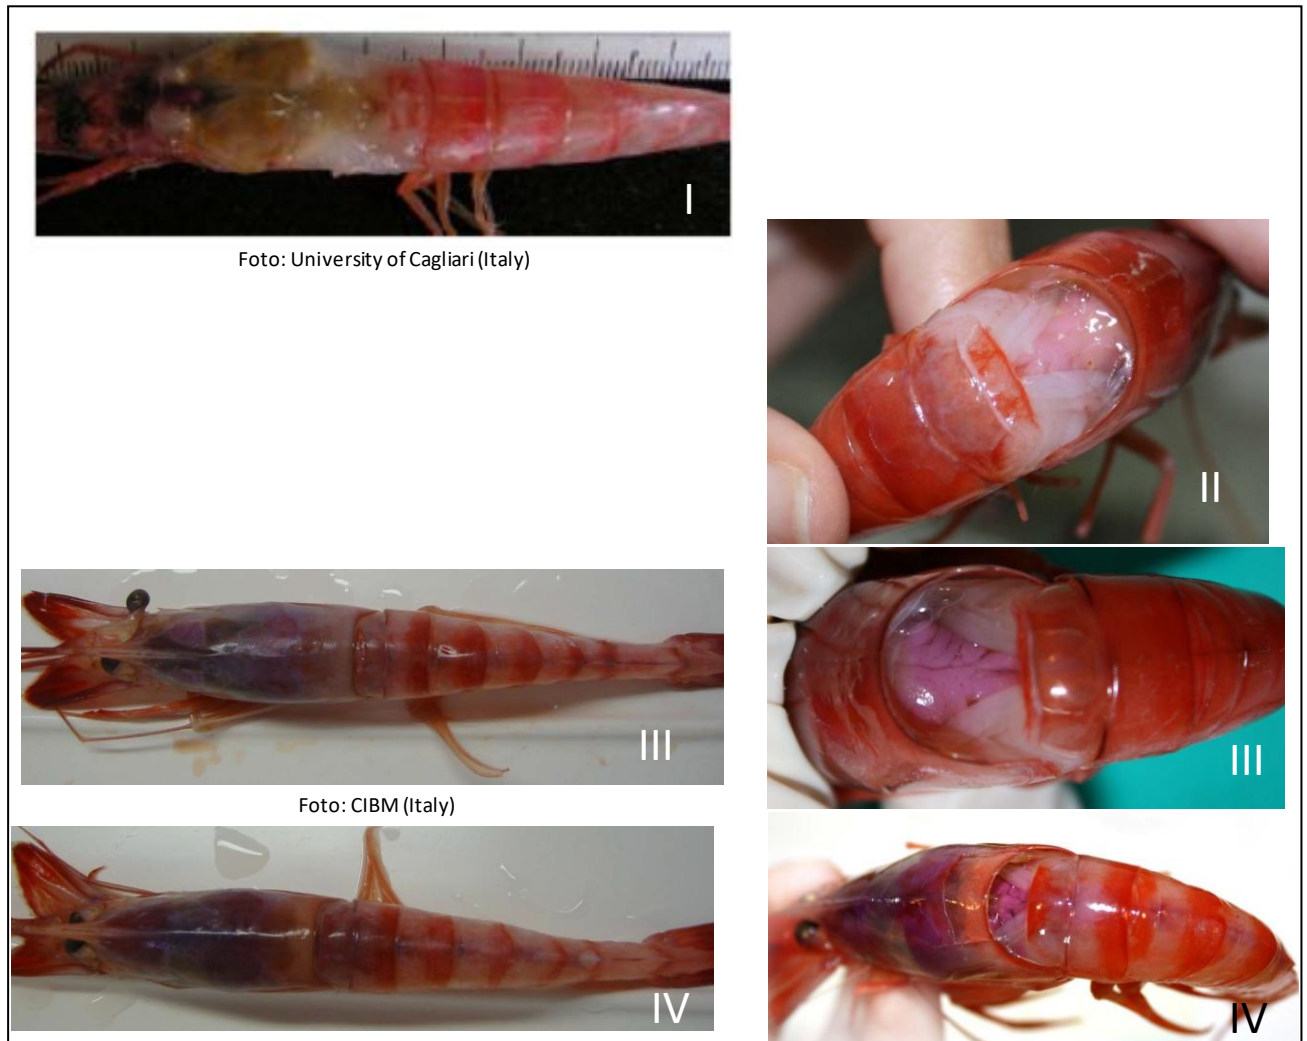 I
Foto: University of Cagliari (Italy)
II
III
III
Foto: CIBM (Italy)
IV
IV